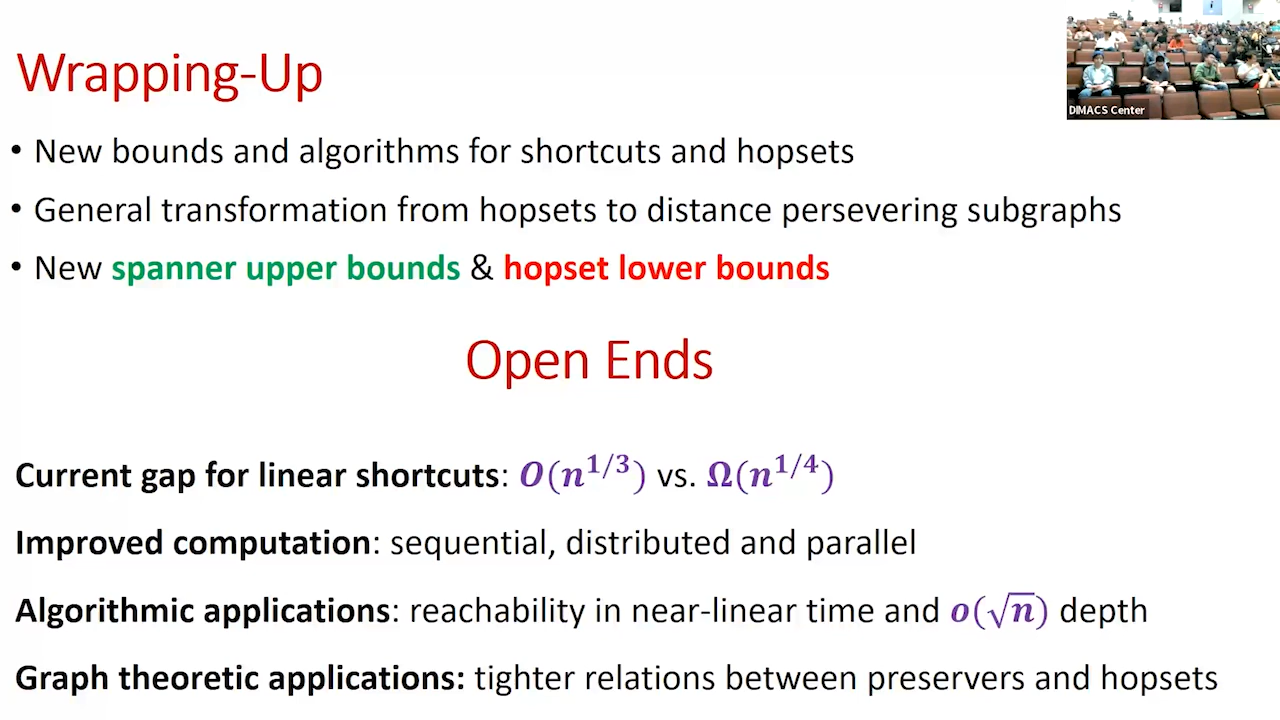 Wrapping-Up
DIMACS Center
• New bounds and algorithms for shortcuts and hopsets
• General transformation from hopsets to distance persevering subgraphs
• New spanner upper bounds & hopset lower bounds
Open Ends
Current gap for linear shortcuts: O(n^{1/3}) vs. Ω(n^{1/4})
Improved computation: sequential, distributed and parallel
Algorithmic applications: reachability in near-linear time and o(√n) depth
Graph theoretic applications: tighter relations between preservers and hopsets